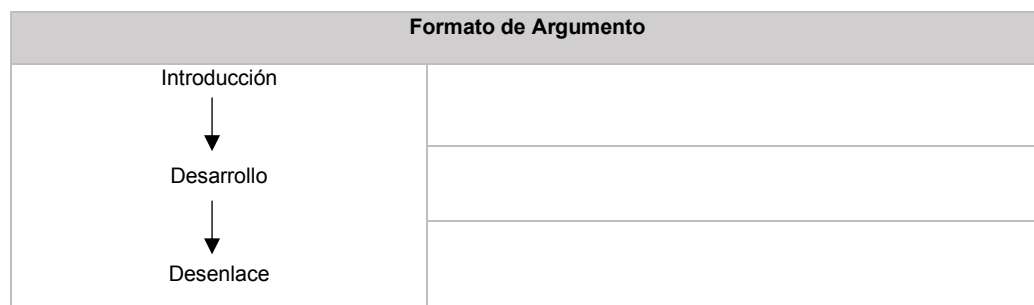 Formato de Argumento
Introducción
Desarrollo
Desenlace